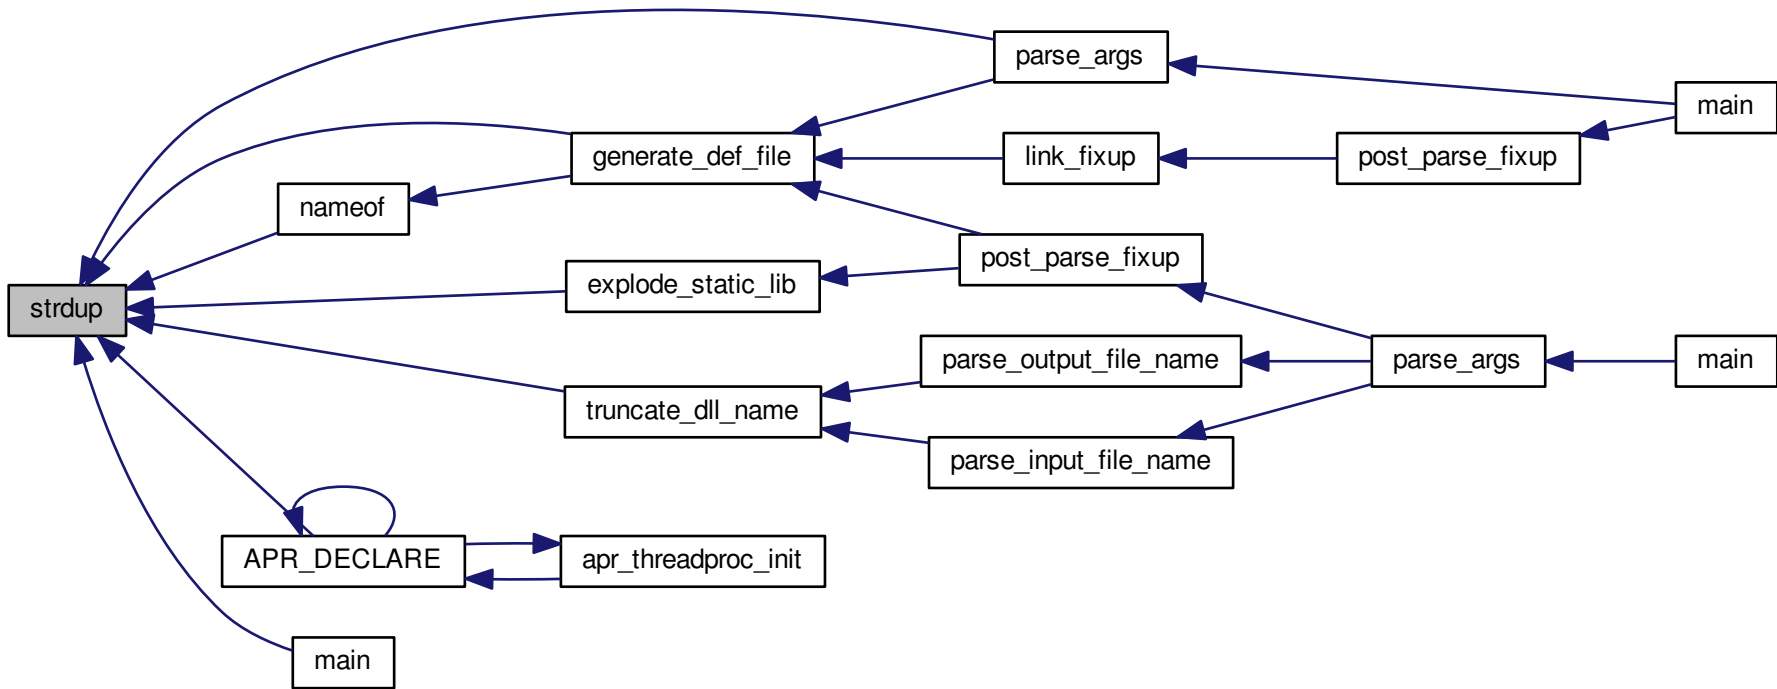 parse_args
main
generate_def_file
link_fixup
post_parse_fixup
nameof
post_parse_fixup
explode_static_lib
strdup
parse_output_file_name
parse_args
main
truncate_dll_name
parse_input_file_name
APR_DECLARE
apr_threadproc_init
main